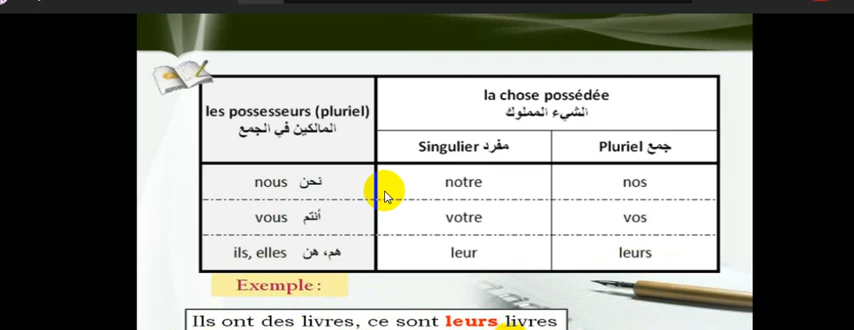 la chose possédée
les possesseurs (pluriel)
الشيء المملوك
المالكين في الجمع
Singulier مفرد
Pluriel جمع
nous نحن
notre
nos
vous أنتم
votre
vos
ils, elles هم، هن
leur
leurs
Exemple:
Ils ont des livres, ce sont leurs livres